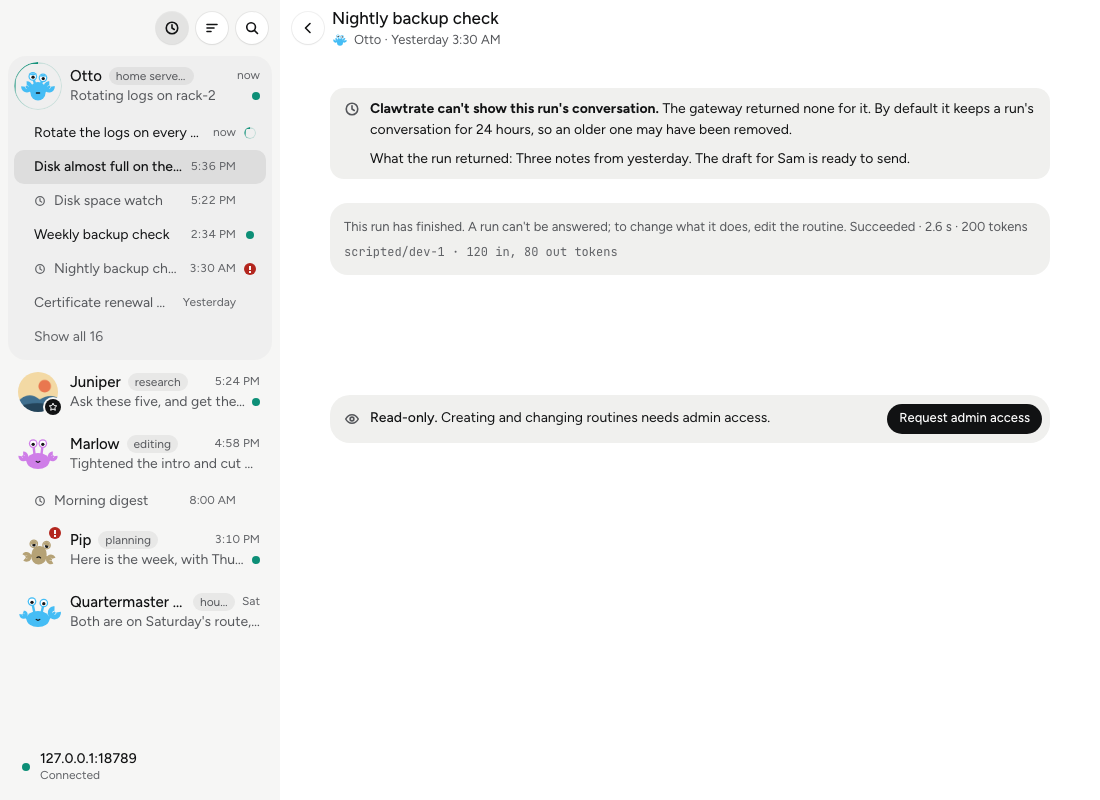 Otto
home serve...
now
Rotating logs on rack-2
Rotate the logs on every ...
now
Disk almost full on the...
5:36 PM
Disk space watch
5:22 PM
Weekly backup check
2:34 PM
Nightly backup ch...
3:30 AM
Certificate renewal ...
Yesterday
Show all 16
Juniper
research
5:24 PM
Ask these five, and get the...
Marlow
editing
4:58 PM
Tightened the intro and cut ...
Morning digest
8:00 AM
Pip
planning
3:10 PM
Here is the week, with Thu...
Quartermaster ...
hou...
Sat
Both are on Saturday's route,...
127.0.0.1:18789
Connected
Nightly backup check
Otto · Yesterday 3:30 AM
Clawtrate can't show this run's conversation. The gateway returned none for it. By default it keeps a run's
conversation for 24 hours, so an older one may have been removed.
What the run returned: Three notes from yesterday. The draft for Sam is ready to send.
This run has finished. A run can't be answered; to change what it does, edit the routine. Succeeded · 2.6 s · 200 tokens
scripted/dev-1 · 120 in, 80 out tokens
Read-only. Creating and changing routines needs admin access.
Request admin access